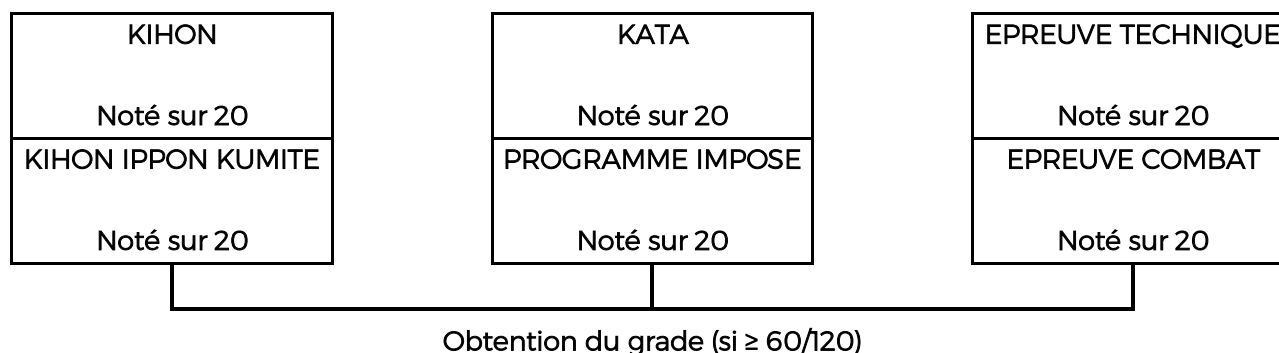 KIHON
Noté sur 20
KIHON IPPON KUMITE
Noté sur 20
KATA
Noté sur 20
PROGRAMME IMPOSE
Noté sur 20
EPREUVE TECHNIQUE
Noté sur 20
EPREUVE COMBAT
Noté sur 20
Obtention du grade (si ≥ 60/120)